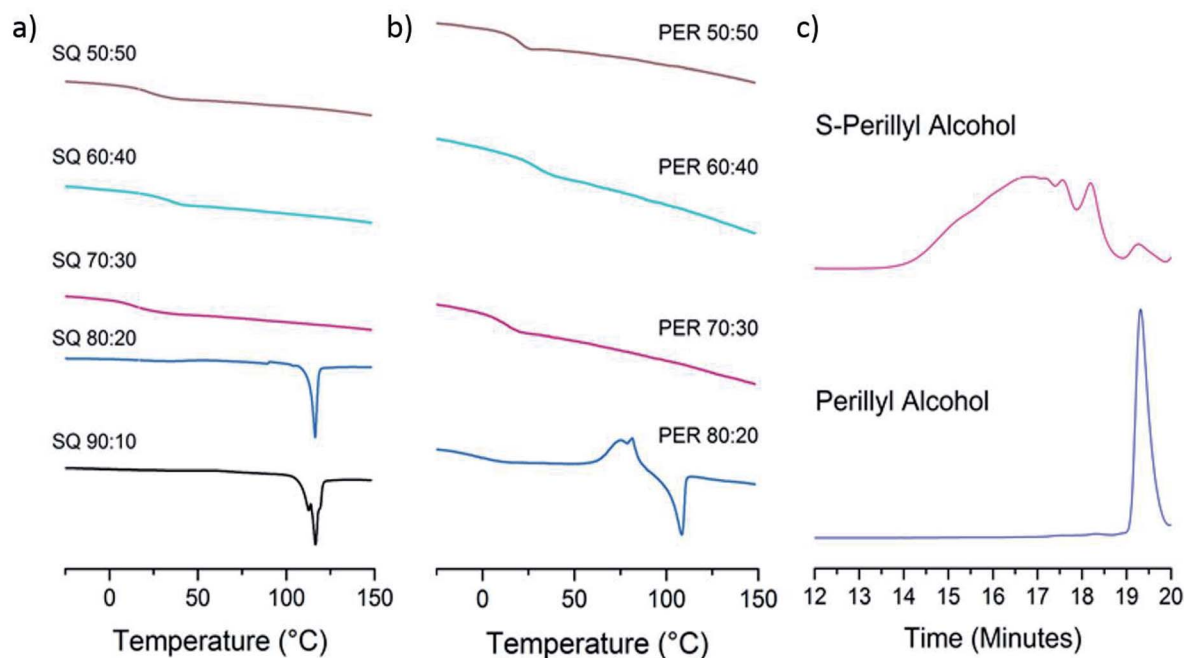 a)
SQ 50:50
SQ 60:40
SQ 70:30
SQ 80:20
SQ 90:10
0 50 100 150
Temperature (°C)
b)
PER 50:50
PER 60:40
PER 70:30
PER 80:20
0 50 100 150
Temperature (°C)
c)
S-Perillyl Alcohol
Perillyl Alcohol
12 13 14 15 16 17 18 19 20
Time (Minutes)